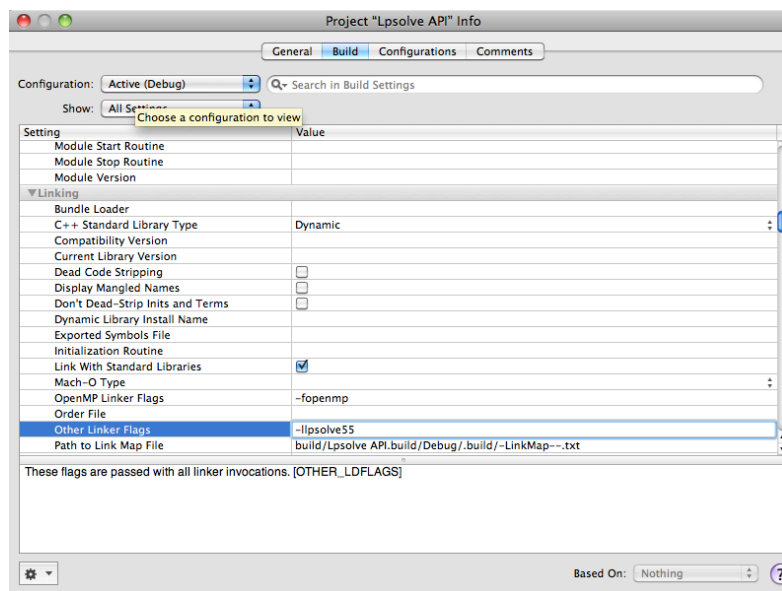 Project “Lpsolve API” Info
General Build Configurations Comments
Configuration: Active (Debug) Search in Build Settings
Show: All Settings
Choose a configuration to view
Setting Value
Module Start Routine
Module Stop Routine
Module Version
Linking
Bundle Loader
C++ Standard Library Type Dynamic
Compatibility Version
Current Library Version
Dead Code Stripping
Display Mangled Names
Don't Dead-Strip Inits and Terms
Dynamic Library Install Name
Exported Symbols File
Initialization Routine
Link With Standard Libraries
Mach-O Type
OpenMP Linker Flags -fopenmp
Order File
Other Linker Flags -llpsolve55
Path to Link Map File build/Lpsolve API.build/Debug/.build/-LinkMap--.txt
These flags are passed with all linker invocations. [OTHER_LDFLAGS]
Based On: Nothing ?